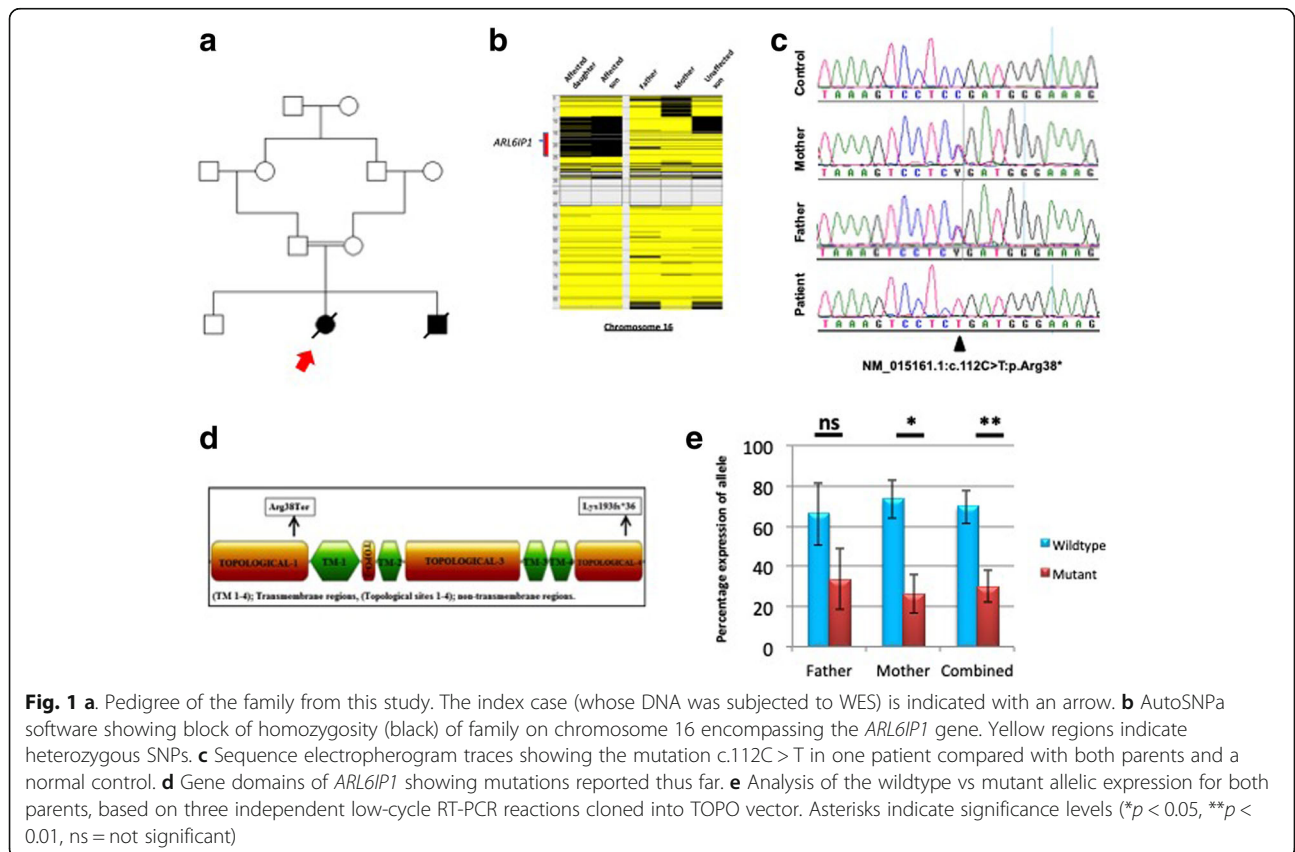 a
b
c
Affected daughter
Affected son
Father
Mother
Unaffected son
ARL6IP1
Chromosome 16
Control
T A A A G T C C T C C G A T G G G A A A G
Mother
T A A A G T C C T C Y G A T G G G A A A G
Father
T A A A G T C C T C Y G A T G G G A A A G
Patient
T A A A G T C C T C T G A T G G G A A A G
NM_015161.1:c.112C>T:p.Arg38*
d
Arg38Ter
Lys193fs*36
TOPOLOGICAL-1
TM-1
TM-2
TOPOLOGICAL-3
TM-3
TM-4
(TM 1-4); Transmembrane regions, (Topological sites 1-4); non-transmembrane regions.
e
ns
*
**
Percentage expression of allele
100
80
60
40
20
0
Father
Mother
Combined
Wildtype
Mutant
Fig. 1 a. Pedigree of the family from this study. The index case (whose DNA was subjected to WES) is indicated with an arrow. b AutoSNPa
software showing block of homozygosity (black) of family on chromosome 16 encompassing the ARL6IP1 gene. Yellow regions indicate
heterozygous SNPs. c Sequence electropherogram traces showing the mutation c.112C > T in one patient compared with both parents and a
normal control. d Gene domains of ARL6IP1 showing mutations reported thus far. e Analysis of the wildtype vs mutant allelic expression for both
parents, based on three independent low-cycle RT-PCR reactions cloned into TOPO vector. Asterisks indicate significance levels (*p < 0.05, **p <
0.01, ns = not significant)